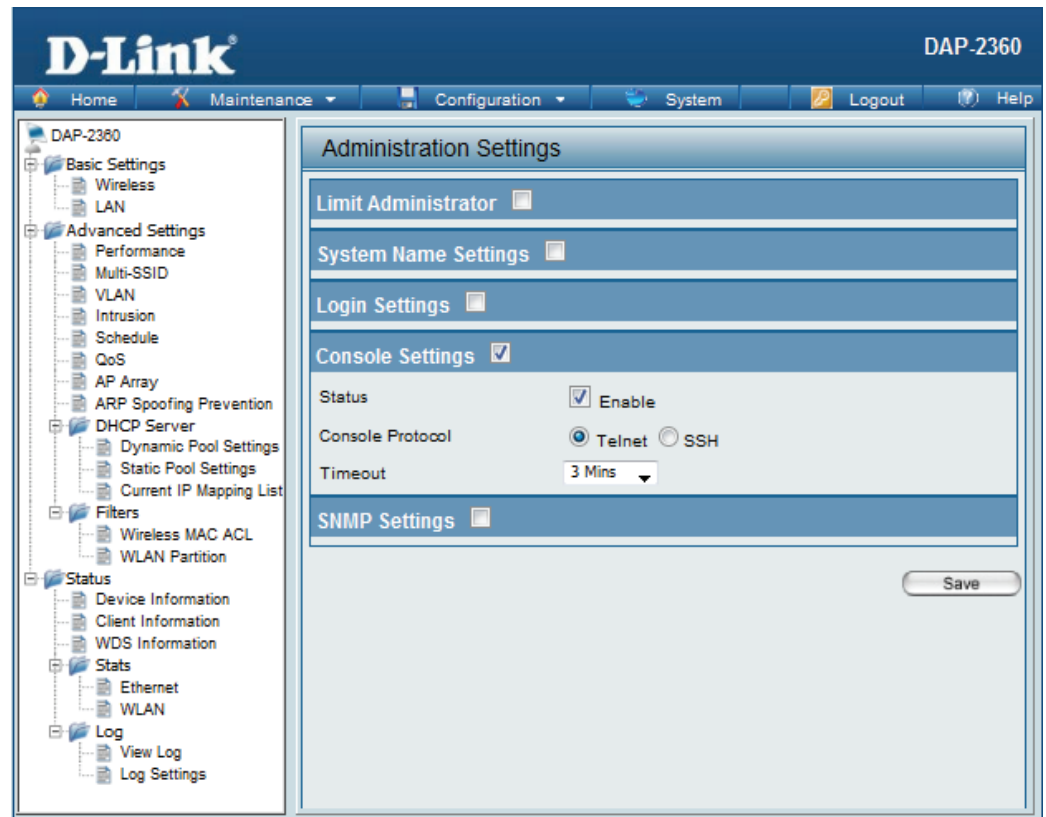 D-Link
DAP-2360
Home
Maintenance
Configuration
System
Logout
Help
DAP-2360
Basic Settings
Wireless
LAN
Advanced Settings
Performance
Multi-SSID
VLAN
Intrusion
Schedule
QoS
AP Array
ARP Spoofing Prevention
DHCP Server
Dynamic Pool Settings
Static Pool Settings
Current IP Mapping List
Filters
Wireless MAC ACL
WLAN Partition
Status
Device Information
Client Information
WDS Information
Stats
Ethernet
WLAN
Log
View Log
Log Settings
Administration Settings
Limit Administrator
System Name Settings
Login Settings
Console Settings
Status Enable
Console Protocol Telnet SSH
Timeout 3 Mins
SNMP Settings
Save